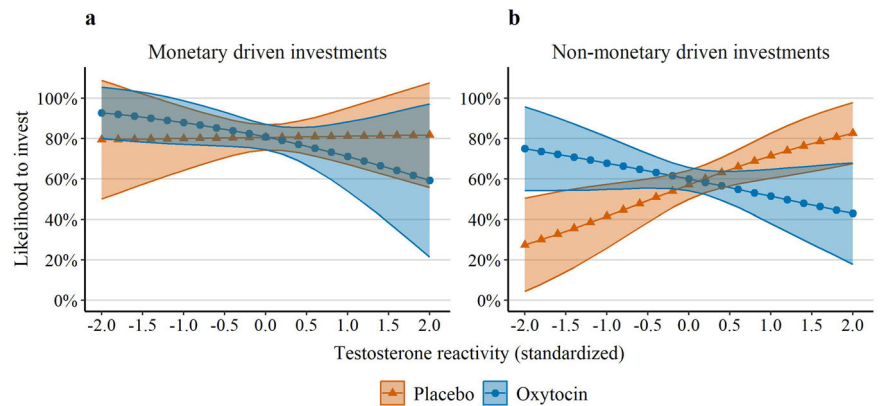 a
b
Monetary driven investments
Non-monetary driven investments
Likelihood to invest
100%
80%
60%
40%
20%
0%
-2.0 -1.5 -1.0 -0.5 0.0 0.5 1.0 1.5 2.0
100%
80%
60%
40%
20%
0%
-2.0 -1.5 -1.0 -0.5 0.0 0.5 1.0 1.5 2.0
Testosterone reactivity (standardized)
Placebo
Oxytocin